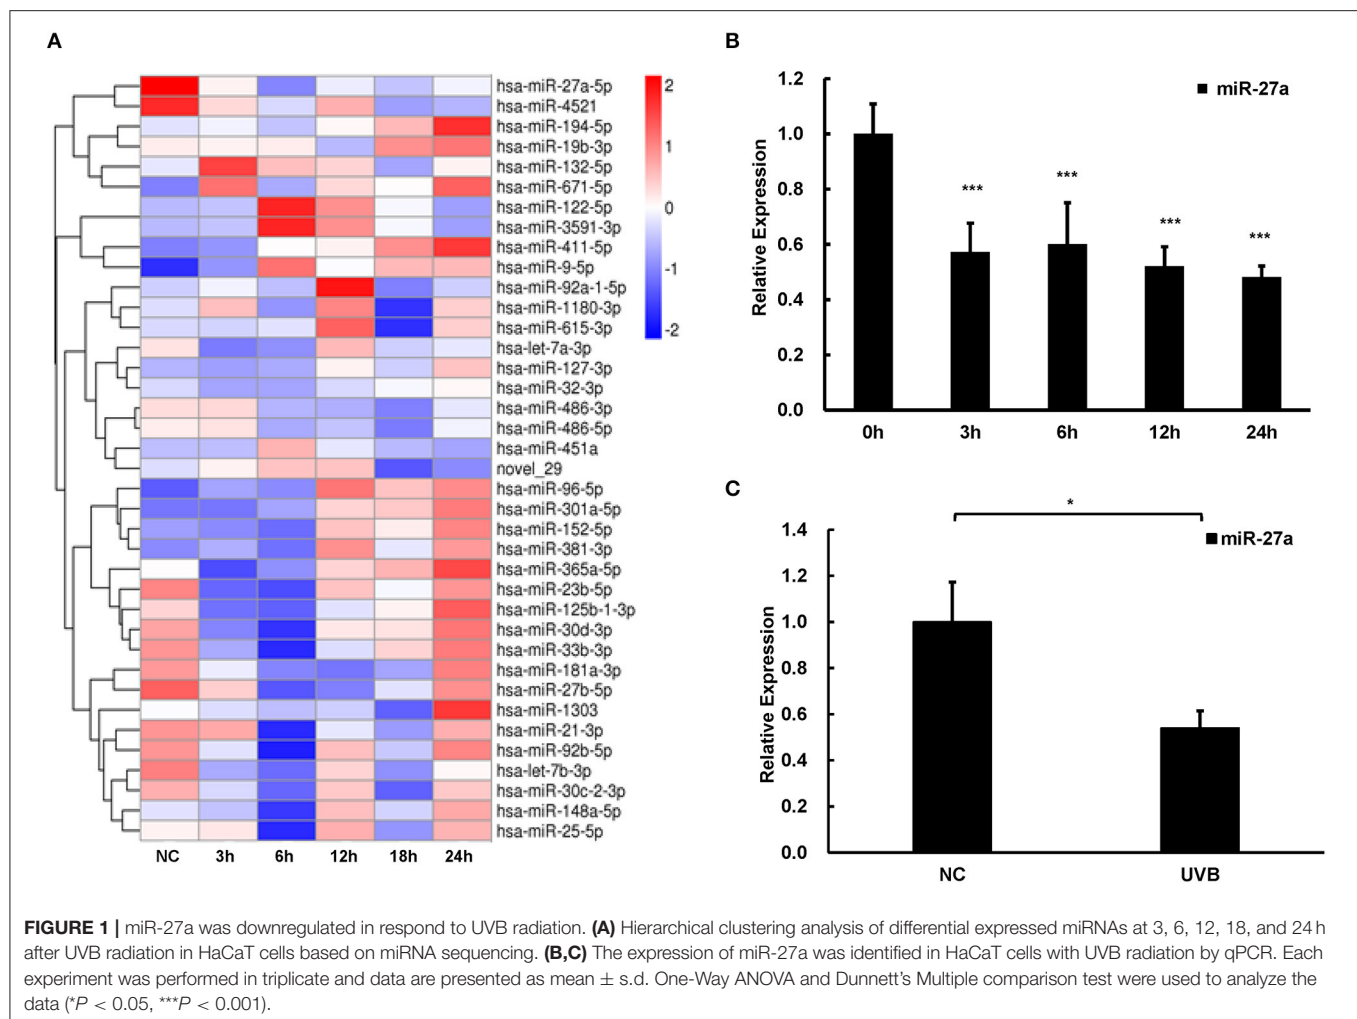 A
hsa-miR-27a-5p
hsa-miR-4521
hsa-miR-194-5p
hsa-miR-19b-3p
hsa-miR-132-5p
hsa-miR-671-5p
hsa-miR-122-5p
hsa-miR-3591-3p
hsa-miR-411-5p
hsa-miR-9-5p
hsa-miR-92a-1-5p
hsa-miR-1180-3p
hsa-miR-615-3p
hsa-let-7a-3p
hsa-miR-127-3p
hsa-miR-32-3p
hsa-miR-486-3p
hsa-miR-486-5p
hsa-miR-451a
novel_29
hsa-miR-96-5p
hsa-miR-301a-5p
hsa-miR-152-5p
hsa-miR-381-3p
hsa-miR-365a-5p
hsa-miR-23b-5p
hsa-miR-125b-1-3p
hsa-miR-30d-3p
hsa-miR-33b-3p
hsa-miR-181a-3p
hsa-miR-27b-5p
hsa-miR-1303
hsa-miR-21-3p
hsa-miR-92b-5p
hsa-let-7b-3p
hsa-miR-30c-2-3p
hsa-miR-148a-5p
hsa-miR-25-5p
NC 3h 6h 12h 18h 24h
2
1
0
-1
-2
B
Relative Expression
1.2
1.0
0.8
0.6
0.4
0.2
0.0
miR-27a
*** *** *** ***
0h 3h 6h 12h 24h
C
Relative Expression
1.4
1.2
1.0
0.8
0.6
0.4
0.2
0.0
*
miR-27a
NC UVB
FIGURE 1 | miR-27a was downregulated in respond to UVB radiation. (A) Hierarchical clustering analysis of differential expressed miRNAs at 3, 6, 12, 18, and 24 h
after UVB radiation in HaCaT cells based on miRNA sequencing. (B,C) The expression of miR-27a was identified in HaCaT cells with UVB radiation by qPCR. Each
experiment was performed in triplicate and data are presented as mean ± s.d. One-Way ANOVA and Dunnett's Multiple comparison test were used to analyze the
data (*P < 0.05, ***P < 0.001).